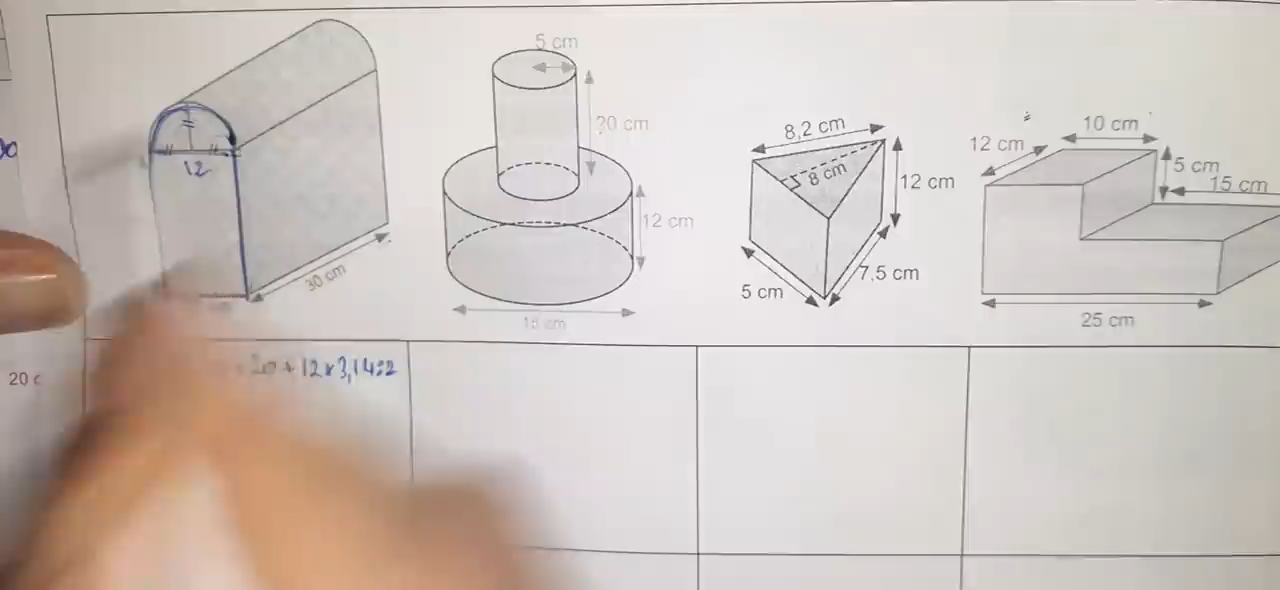 5 cm
20 cm
12 cm
8,2 cm
8 cm
12 cm
5 cm
7,5 cm
10 cm
12 cm
5 cm
15 cm
25 cm
12
30 cm
20 + 12 x 3,14 : 2
20 c